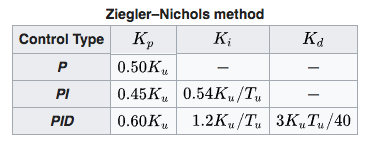 Ziegler–Nichols method
Control Type Kp Ki Kd
P 0.50Ku — —
PI 0.45Ku 0.54Ku/Tu —
PID 0.60Ku 1.2Ku/Tu 3KuTu/40